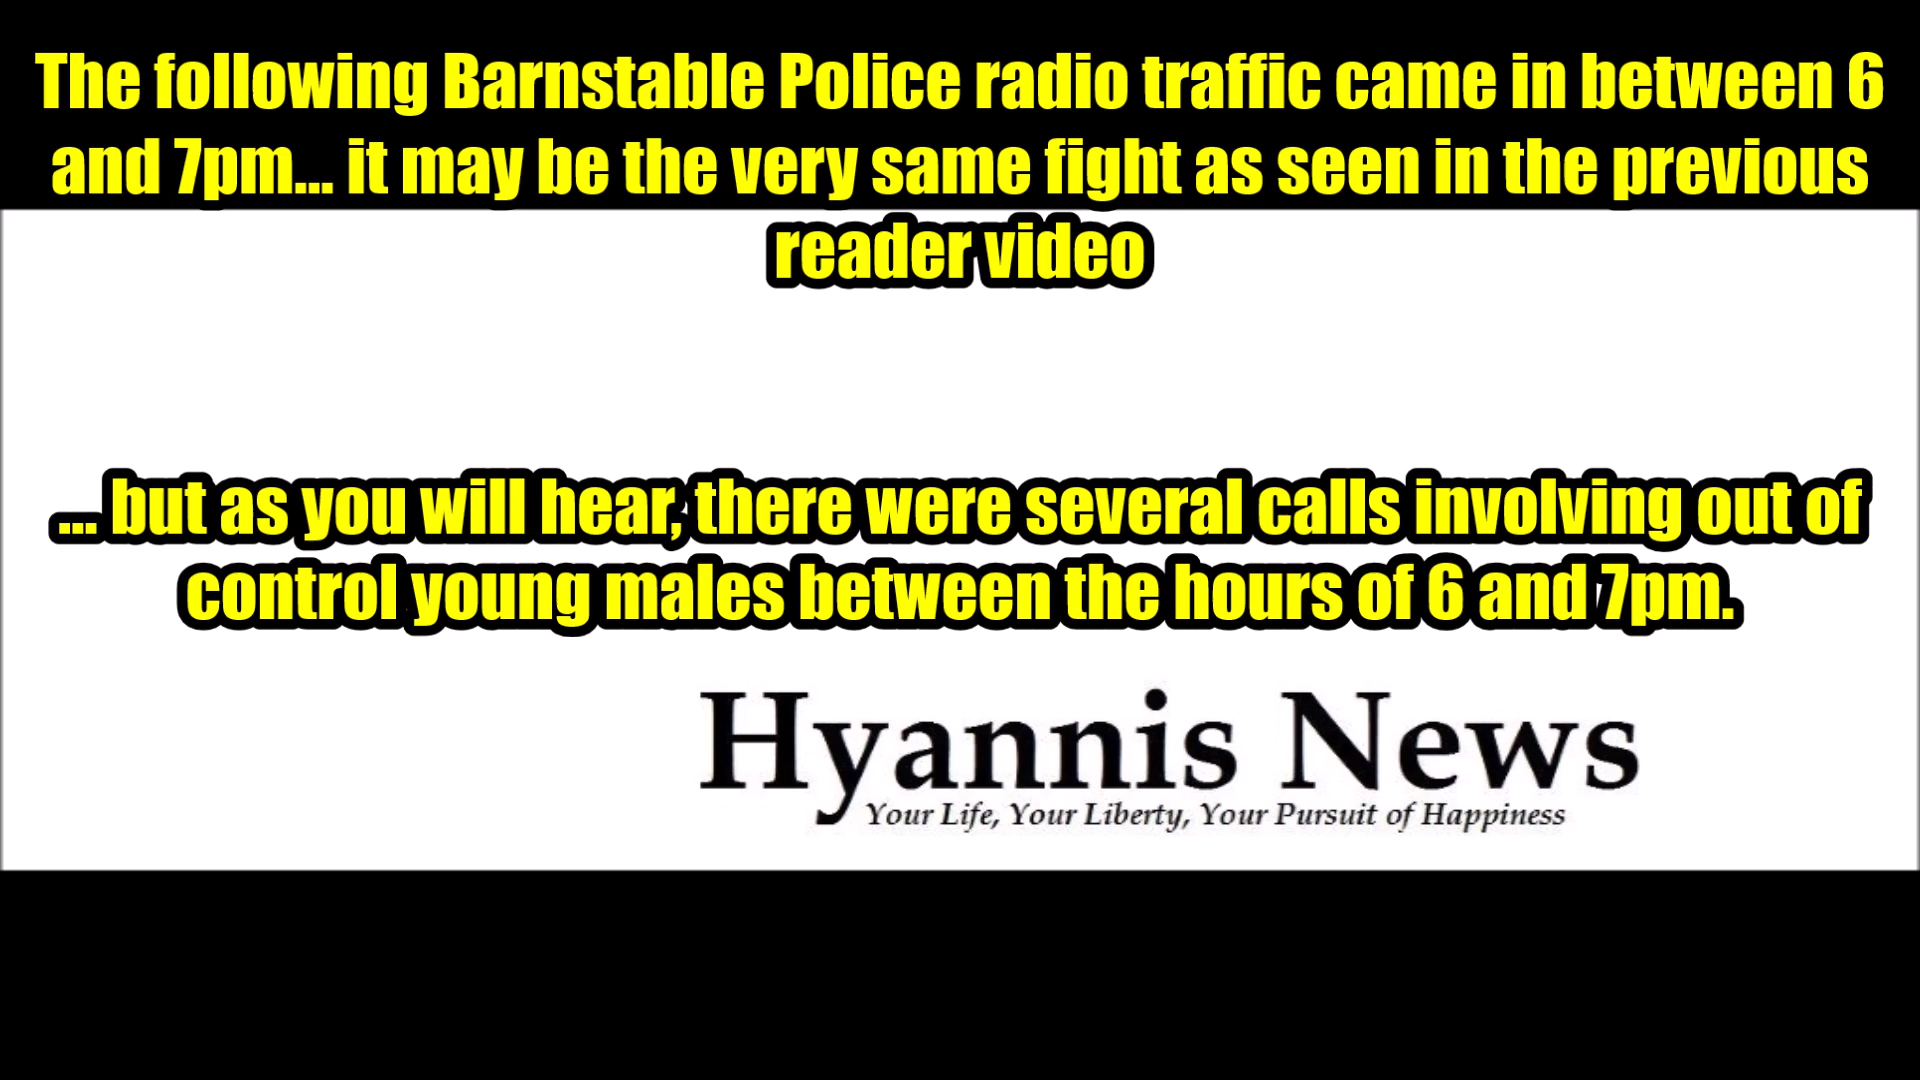 The following Barnstable Police radio traffic came in between 6
and 7pm... it may be the very same fight as seen in the previous
reader video
... but as you will hear, there were several calls involving out of
control young males between the hours of 6 and 7pm.
Hyannis News
Your Life, Your Liberty, Your Pursuit of Happiness